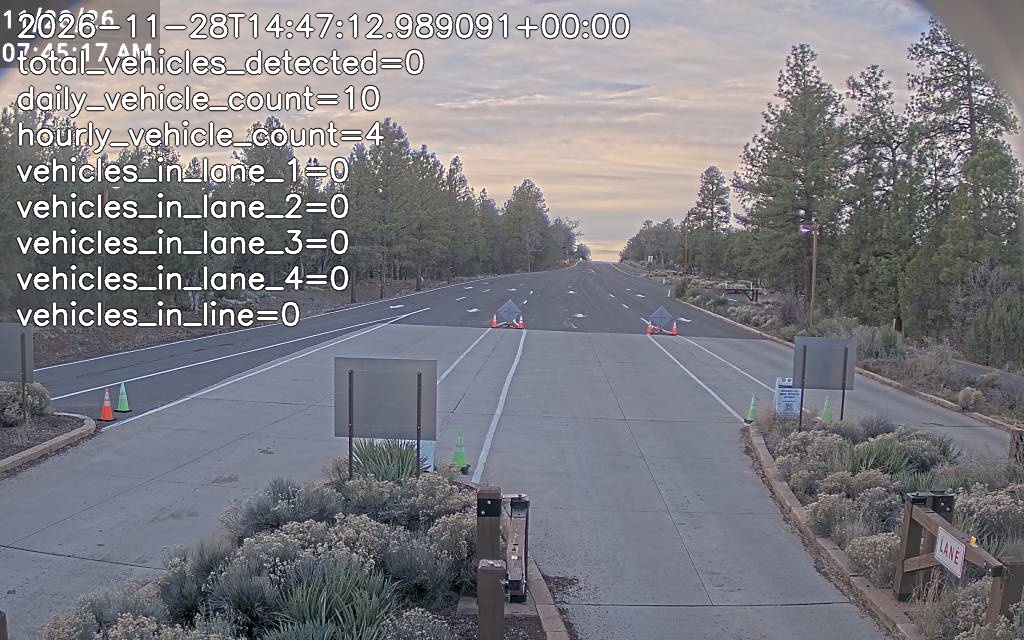 2026-11-28T14:47:12.989091+00:00
07:45:17 AM
total_vehicles_detected=0
daily_vehicle_count=10
hourly_vehicle_count=4
vehicles_in_lane_1=0
vehicles_in_lane_2=0
vehicles_in_lane_3=0
vehicles_in_lane_4=0
vehicles_in_line=0
LANE